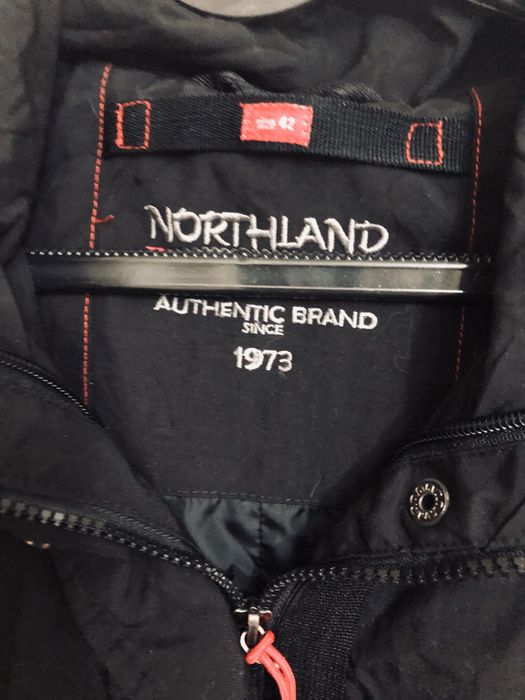 SIZE 42
NORTHLAND
AUTHENTIC BRAND
SINCE
1973